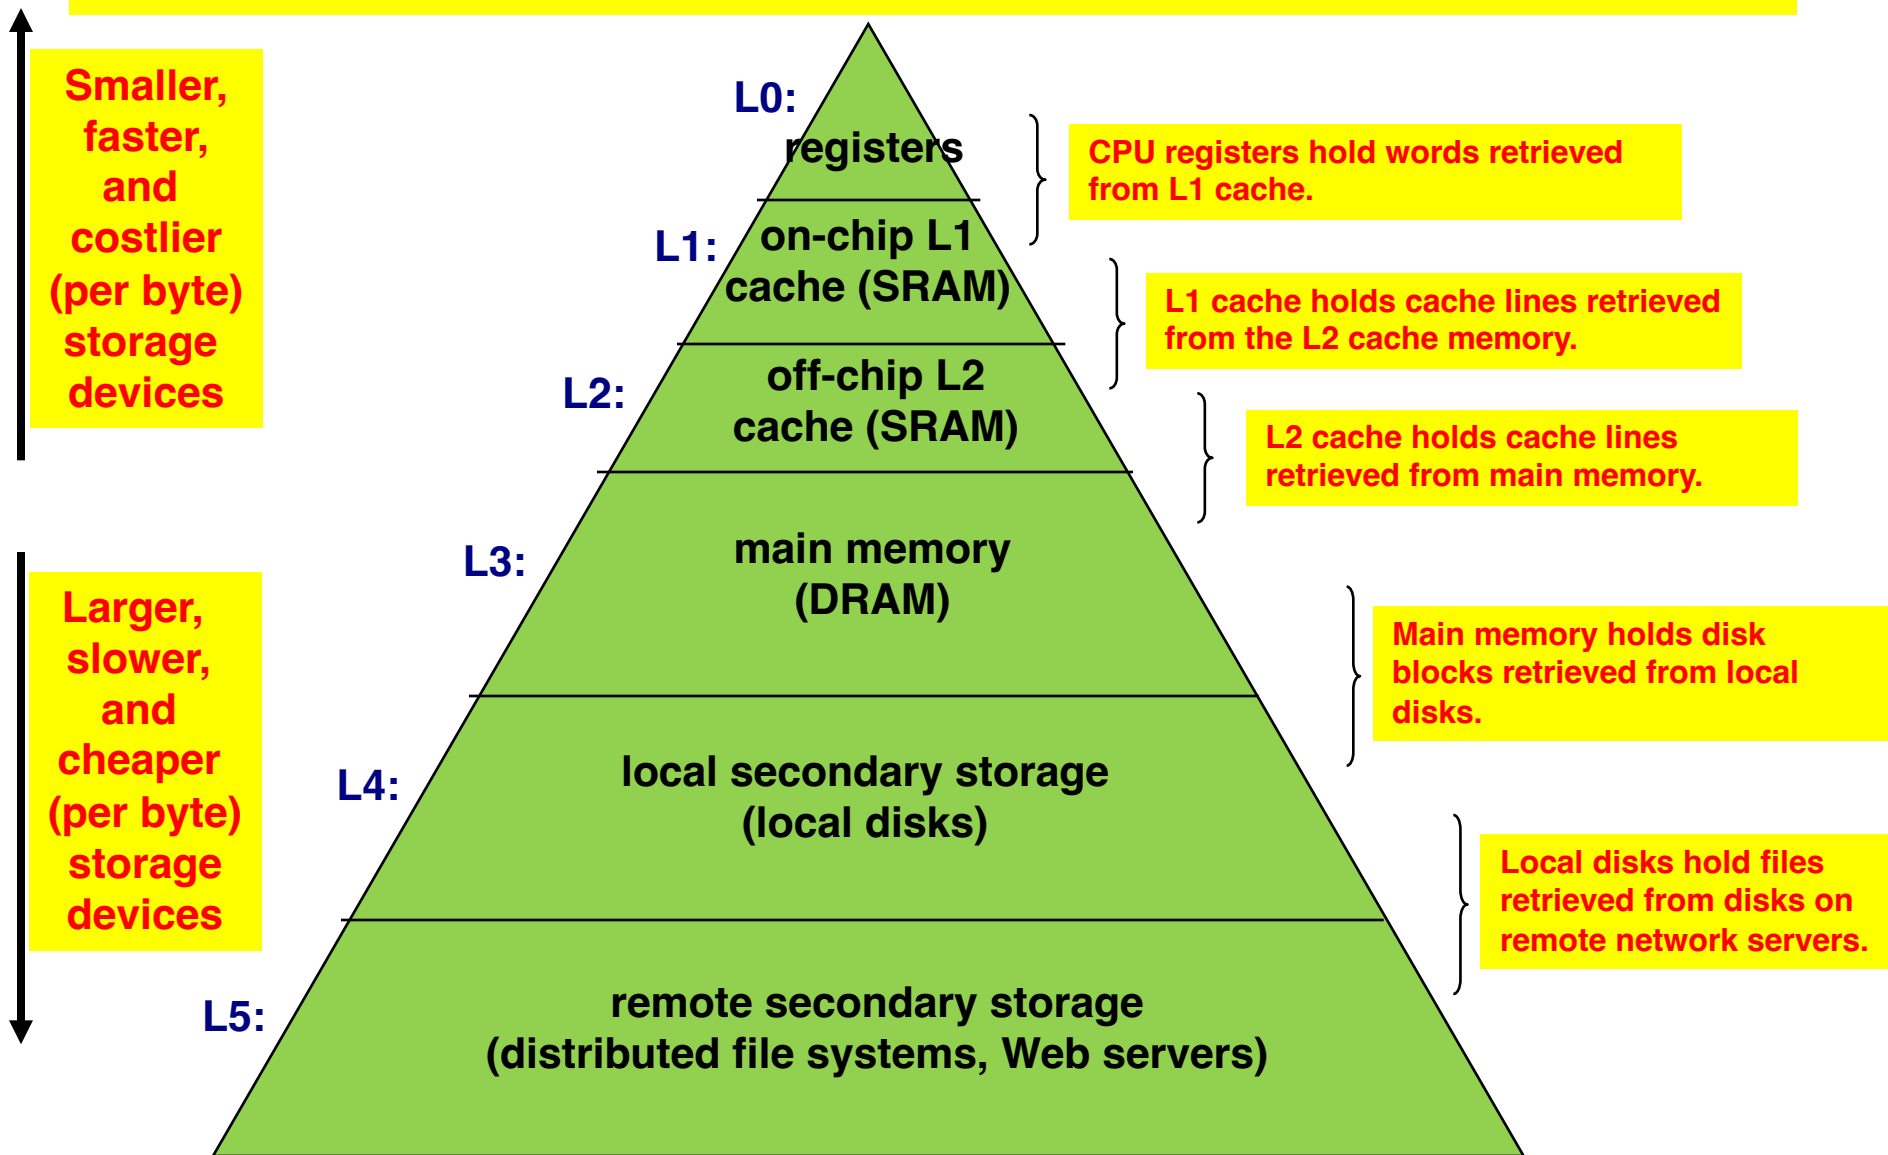 Smaller,
faster,
and
costlier
(per byte)
storage
devices
Larger,
slower,
and
cheaper
(per byte)
storage
devices
L0:
registers
L1:
on-chip L1
cache (SRAM)
L2:
off-chip L2
cache (SRAM)
L3:
main memory
(DRAM)
L4:
local secondary storage
(local disks)
L5:
remote secondary storage
(distributed file systems, Web servers)
CPU registers hold words retrieved
from L1 cache.
L1 cache holds cache lines retrieved
from the L2 cache memory.
L2 cache holds cache lines
retrieved from main memory.
Main memory holds disk
blocks retrieved from local
disks.
Local disks hold files
retrieved from disks on
remote network servers.